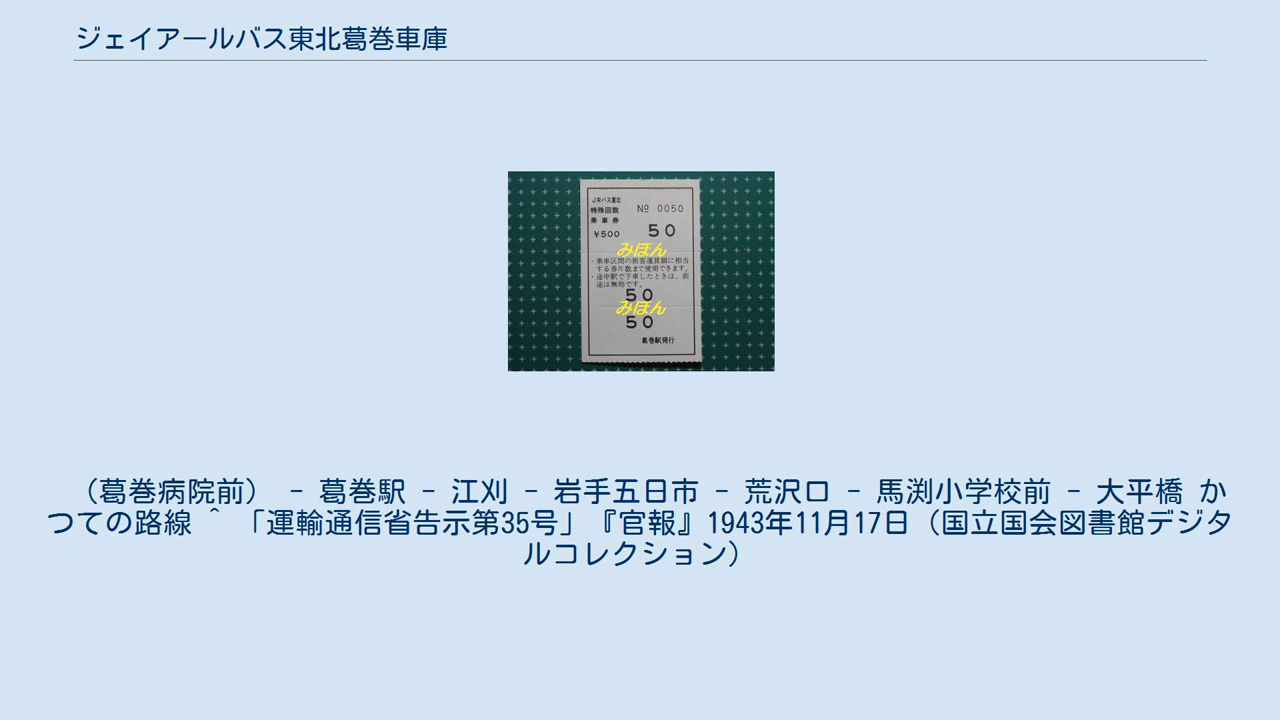 ジェイアールバス東北葛巻車庫
JRバス東北
特殊回数
乗車券
№ 0050
¥500
50
みほん
・乗車区間の旅客運賃額に相当
する券片数まで使用できます。
・途中駅で下車したときは、前
途は無効です。
50
みほん
50
葛巻駅発行
（葛巻病院前） - 葛巻駅 - 江刈 - 岩手五日市 - 荒沢口 - 馬渕小学校前 - 大平橋 か
つての路線 ^ 「運輸通信省告示第35号」『官報』1943年11月17日（国立国会図書館デジタ
ルコレクション）